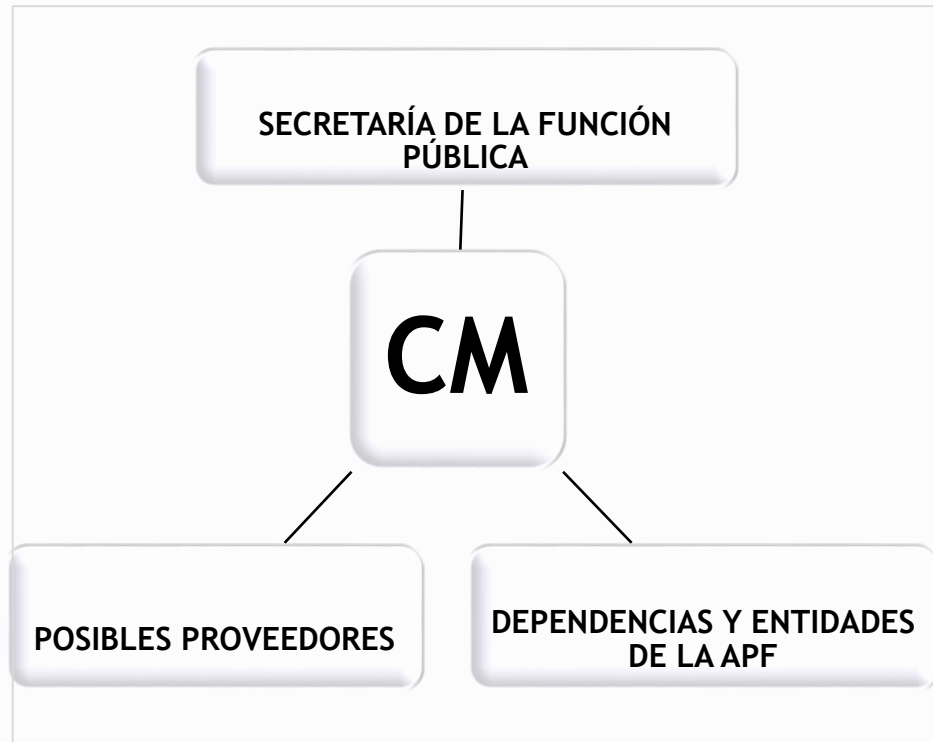 SECRETARÍA DE LA FUNCIÓN
PÚBLICA
CM
POSIBLES PROVEEDORES
DEPENDENCIAS Y ENTIDADES
DE LA APF